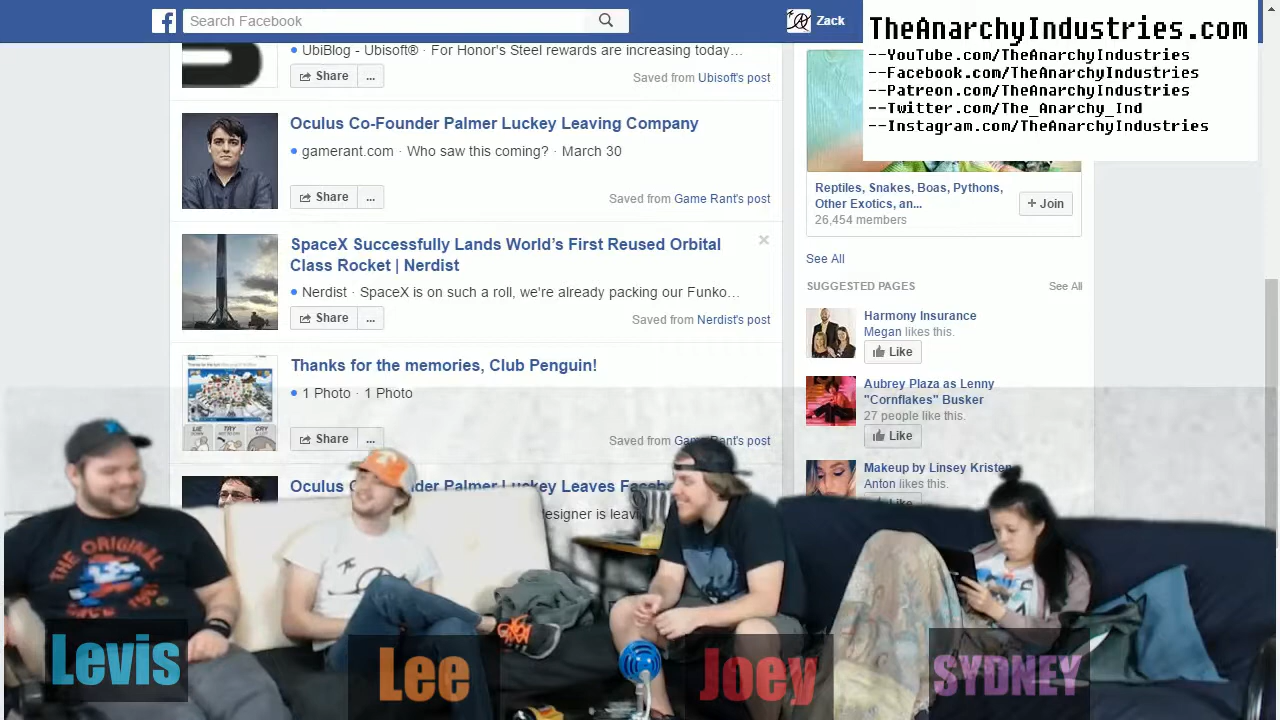 Search Facebook
Zack
TheAnarchyIndustries.com
--YouTube.com/TheAnarchyIndustries
--Facebook.com/TheAnarchyIndustries
--Patreon.com/TheAnarchyIndustries
--Twitter.com/The_Anarchy_Ind
--Instagram.com/TheAnarchyIndustries
UbiBlog - Ubisoft® · For Honor's Steel rewards are increasing today…
Share ...
Saved from Ubisoft's post
Oculus Co-Founder Palmer Luckey Leaving Company
gamerant.com · Who saw this coming? · March 30
Share ...
Saved from Game Rant's post
SpaceX Successfully Lands World's First Reused Orbital
Class Rocket | Nerdist
Nerdist · SpaceX is on such a roll, we're already packing our Funko…
Share ...
Saved from Nerdist's post
Thanks for the memories, Club Penguin!
1 Photo · 1 Photo
Share ...
Saved from Game Rant's post
Reptiles, Snakes, Boas, Pythons,
Other Exotics, an...
26,454 members
+ Join
See All
SUGGESTED PAGES
See All
Harmony Insurance
Megan likes this.
Like
Aubrey Plaza as Lenny
"Cornflakes" Busker
27 people like this.
Like
Makeup by Linsey Kristen
Anton likes this.
Like
THE ORIGINAL
SINCE
Levis
Lee
Joey
SYDNEY